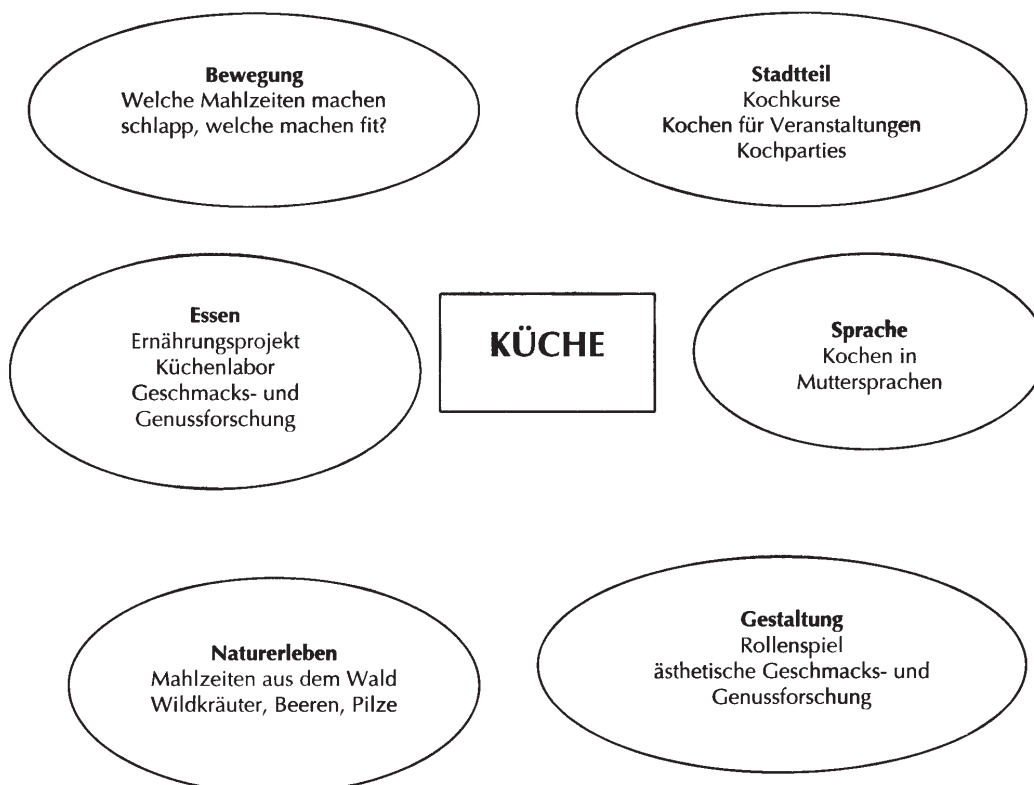 Bewegung
Welche Mahlzeiten machen
schlapp, welche machen fit?
Stadtteil
Kochkurse
Kochen für Veranstaltungen
Kochparties
Essen
Ernährungsprojekt
Küchenlabor
Geschmacks- und
Genussforschung
KÜCHE
Sprache
Kochen in
Muttersprachen
Naturerleben
Mahlzeiten aus dem Wald
Wildkräuter, Beeren, Pilze
Gestaltung
Rollenspiel
ästhetische Geschmacks- und
Genussforschung